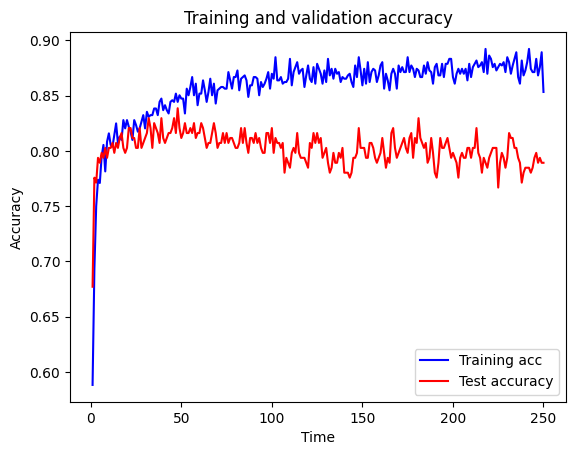 Training and validation accuracy
0.90
0.85
0.80
0.75
0.70
0.65
0.60
Accuracy
0
50
100
150
200
250
Time
Training acc
Test accuracy